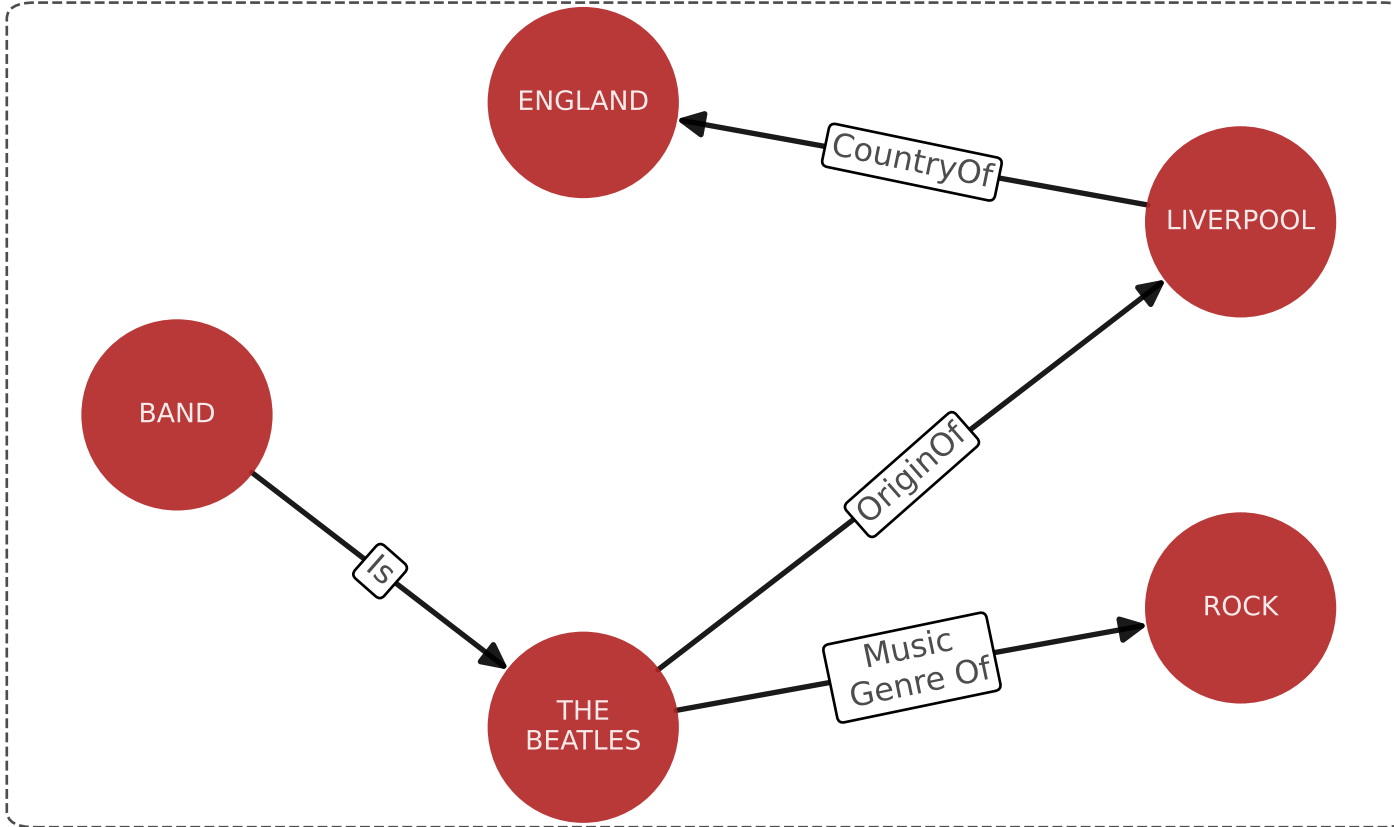 ENGLAND
CountryOf
LIVERPOOL
BAND
OriginOf
Is
ROCK
Music
Genre Of
THE
BEATLES